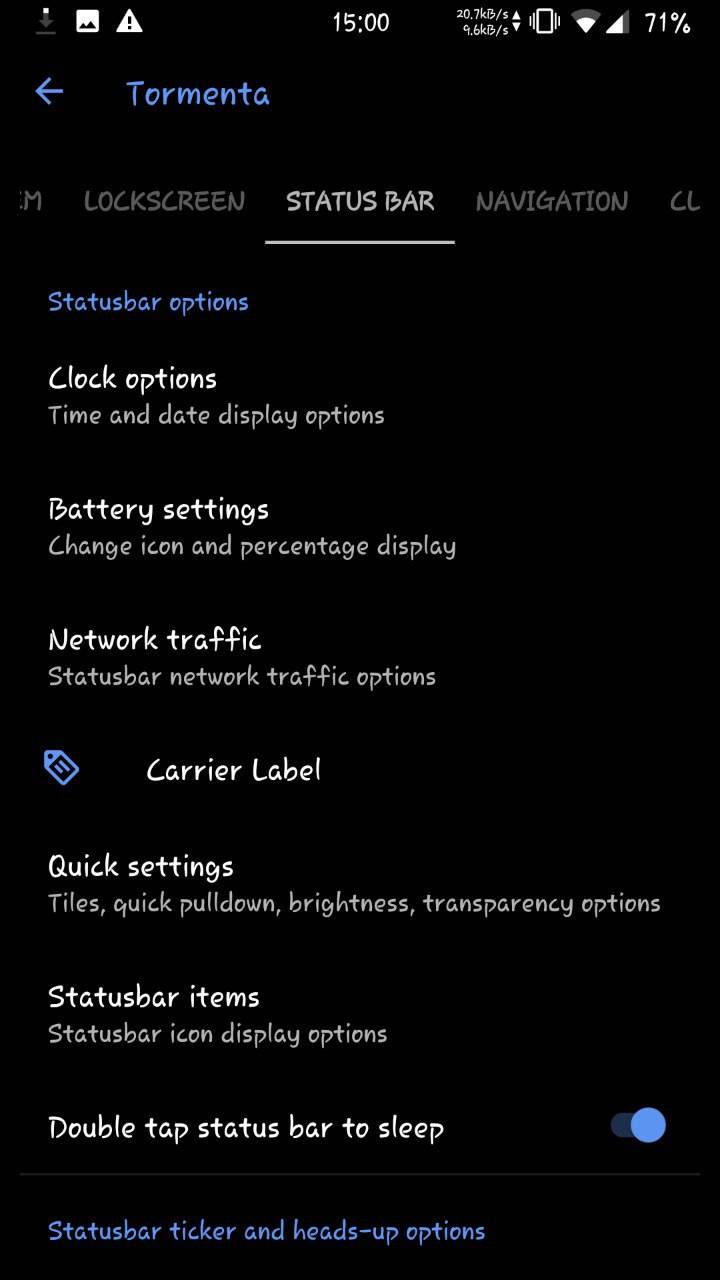 15:00
20.7kB/s
9.6kB/s
71%
Tormenta
EM LOCKSCREEN STATUS BAR NAVIGATION CL
Statusbar options
Clock options
Time and date display options
Battery settings
Change icon and percentage display
Network traffic
Statusbar network traffic options
Carrier Label
Quick settings
Tiles, quick pulldown, brightness, transparency options
Statusbar items
Statusbar icon display options
Double tap status bar to sleep
Statusbar ticker and heads-up options